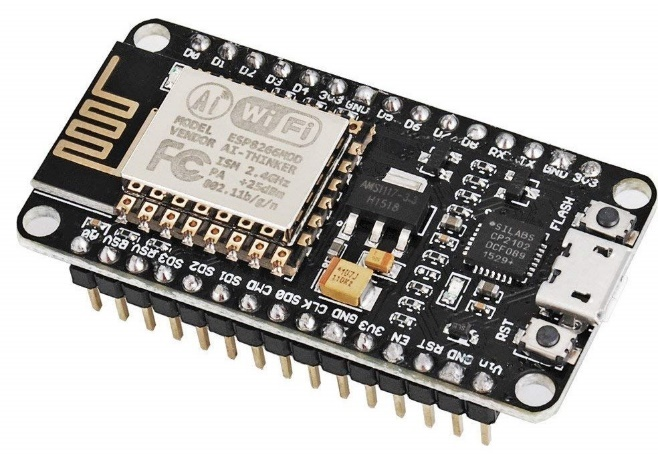 D0 D1 D2 D3 D4 3V3 GND D5 D6 D7 D8 RX TX GND 3V3
Ai WiFi
MODEL ESP8266MOD
VENDOR AI-THINKER
FC ISM 2.4GHz
PA +25dBm
802.11b/g/n
AMS1117-3.3
H1518
SILABS
CP2102
DCF089
1529+
FLASH
RST
107J
A0 RSV RSV SD3 SD2 SD1 CMD SD0 CLK GND 3V3 EN RST GND Vin